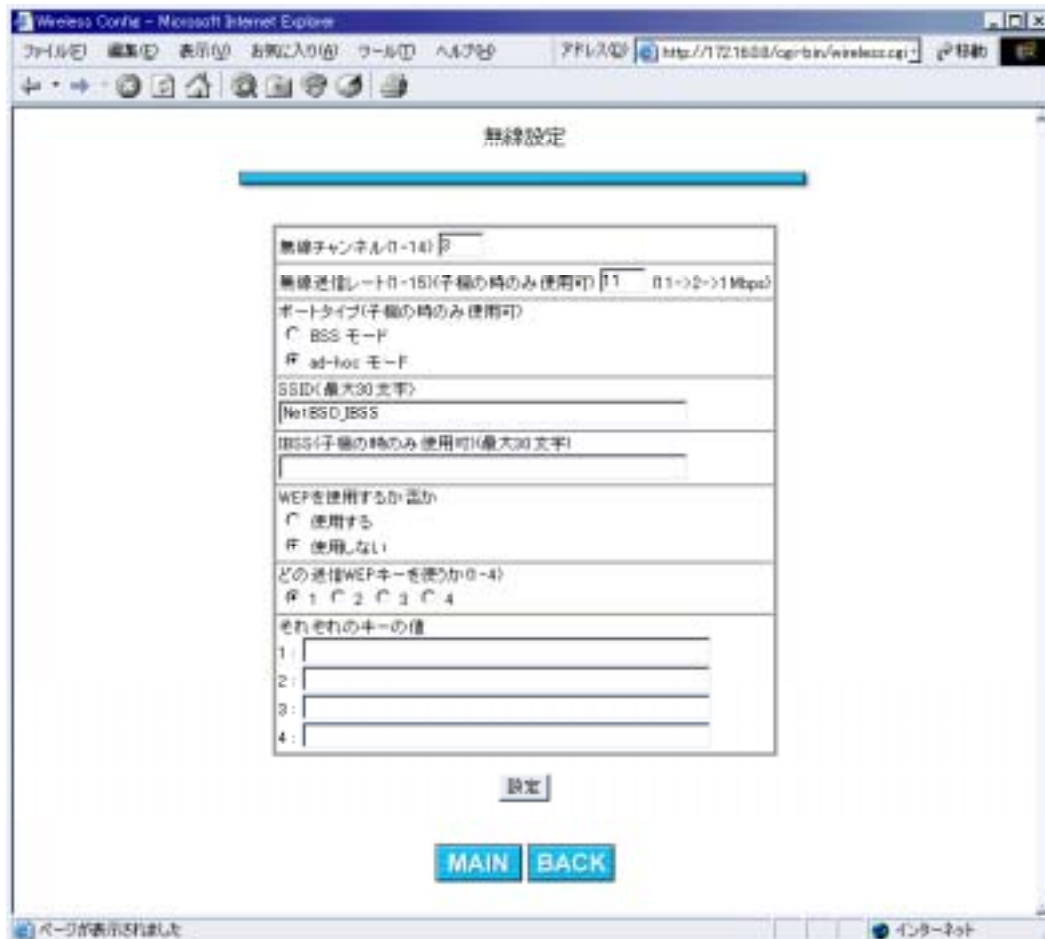 Wireless Config - Microsoft Internet Explorer
ファイル(F) 編集(E) 表示(V) お気に入り(A) ツール(T) ヘルプ(H) アドレス(D) 移動
無線設定
無線チャンネル(1-14) 3
無線送信レート(1-15)(子機の時のみ使用可) 11 (11->2->1Mbps)
ポートタイプ(子機の時のみ使用可)
BSS モード
ad-hoc モード
SSID(最大30文字)
NetBSD_IBSS
IBSS(子機の時のみ使用可)(最大30文字)
WEPを使用するか否か
使用する
使用しない
どの送信WEPキーを使うか(1-4)
1 2 3 4
それぞれのキーの値
1 :
2 :
3 :
4 :
設定
MAIN BACK
ページが表示されました インターネット